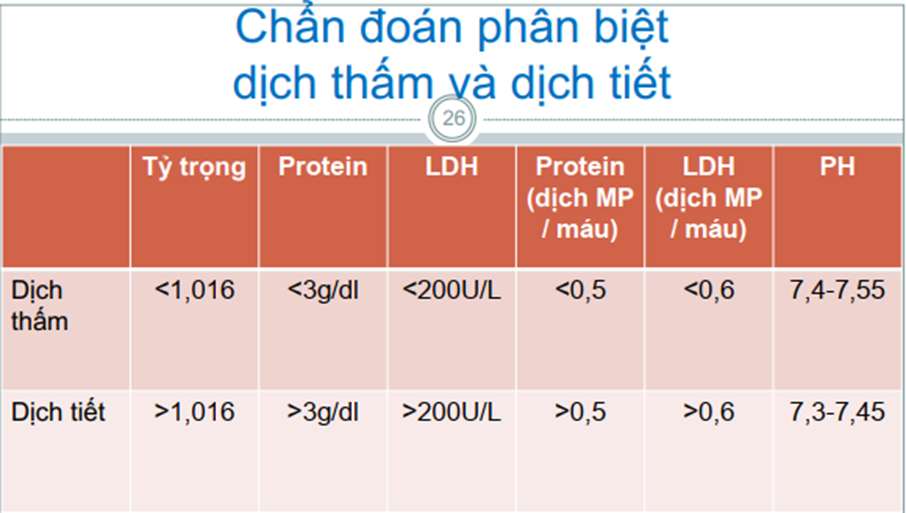 Chẩn đoán phân biệt
dịch thấm và dịch tiết
26
Tỷ trọng Protein LDH Protein (dịch MP / máu) LDH (dịch MP / máu) PH
Dịch thấm <1,016 <3g/dl <200U/L <0,5 <0,6 7,4-7,55
Dịch tiết >1,016 >3g/dl >200U/L >0,5 >0,6 7,3-7,45